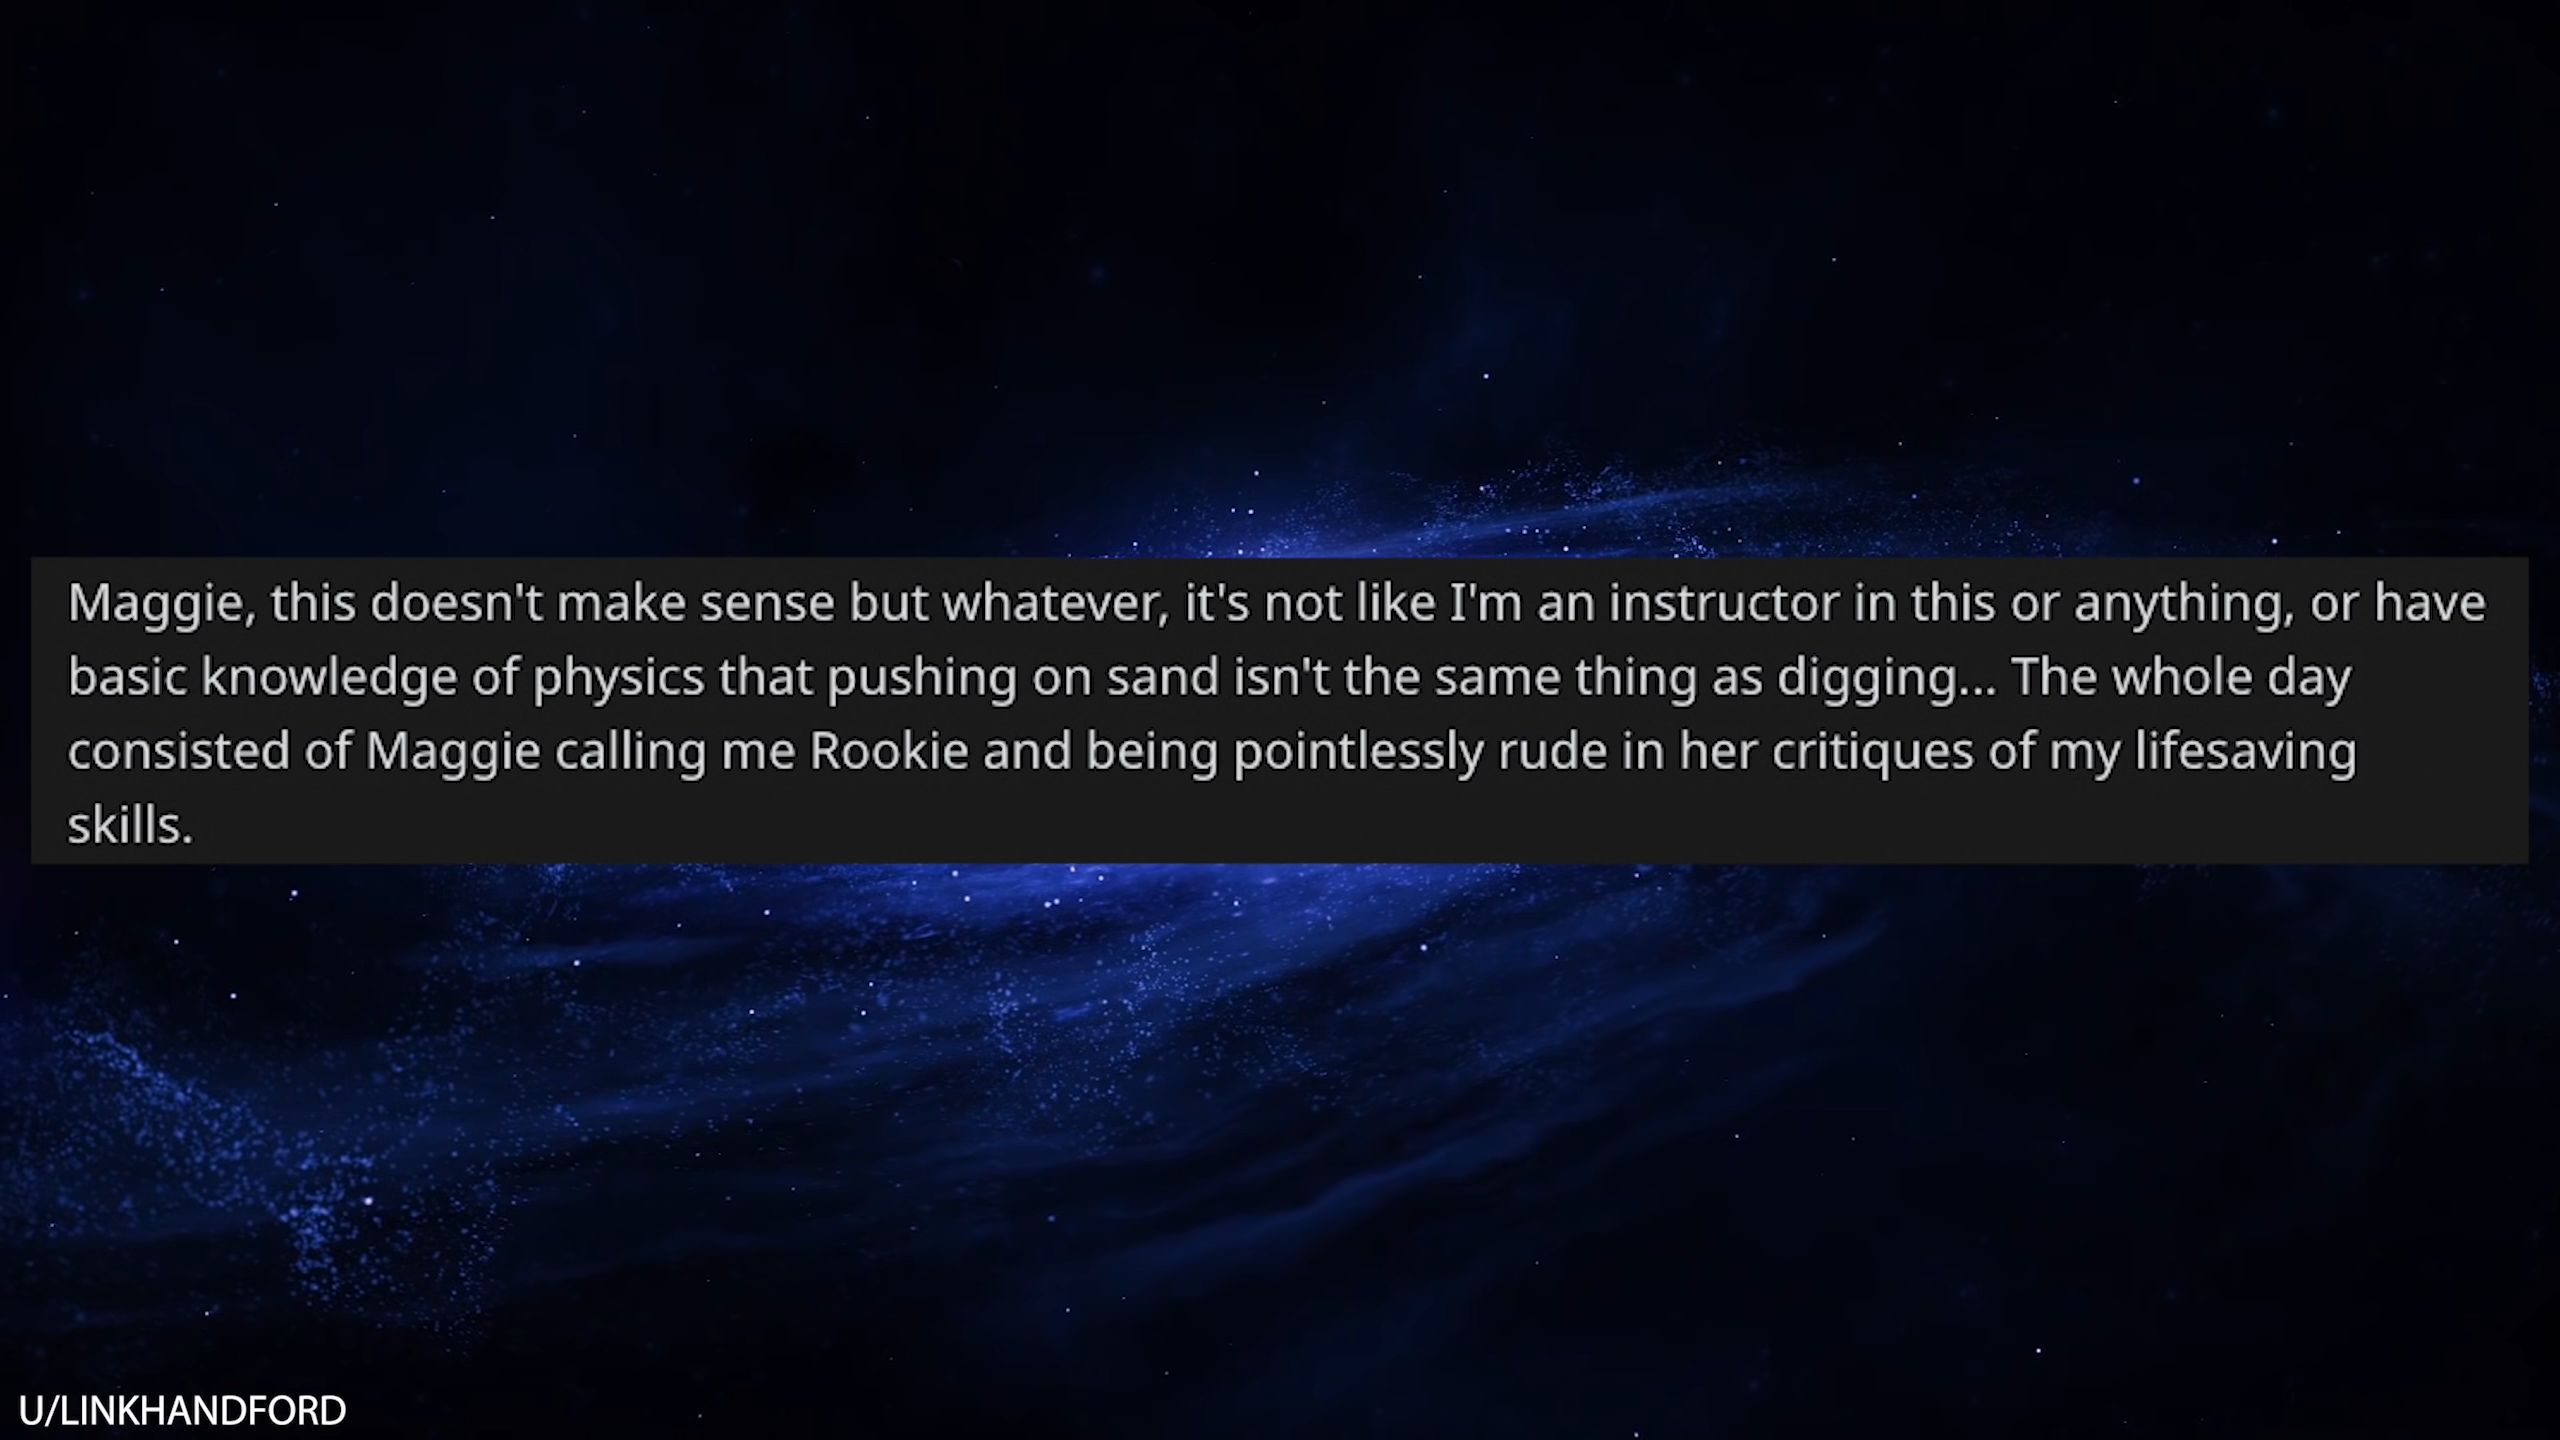 Maggie, this doesn't make sense but whatever, it's not like I'm an instructor in this or anything, or have
basic knowledge of physics that pushing on sand isn't the same thing as digging... The whole day
consisted of Maggie calling me Rookie and being pointlessly rude in her critiques of my lifesaving
skills.
U/LINKHANDFORD